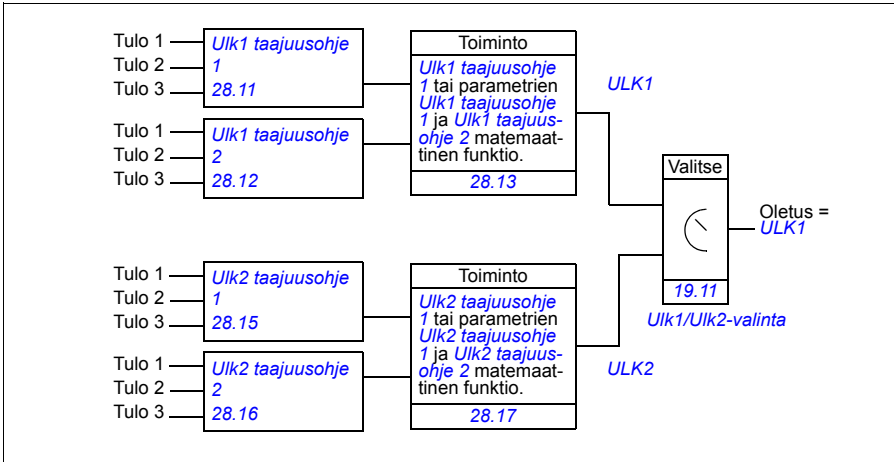 Tulo 1
Tulo 2
Tulo 3
Ulk1 taajuusohje
1
28.11
Tulo 1
Tulo 2
Tulo 3
Ulk1 taajuusohje
2
28.12
Toiminto
Ulk1 taajuusohje
1 tai parametrien
Ulk1 taajuusohje
1 ja Ulk1 taajuus-
ohje 2 matemaat-
tinen funktio.
28.13
ULK1
Valitse
19.11
Ulk1/Ulk2-valinta
Oletus =
ULK1
Tulo 1
Tulo 2
Tulo 3
Ulk2 taajuusohje
1
28.15
Tulo 1
Tulo 2
Tulo 3
Ulk2 taajuusohje
2
28.16
Toiminto
Ulk2 taajuusohje
1 tai parametrien
Ulk2 taajuusohje
1 ja Ulk2 taajuus-
ohje 2 matemaat-
tinen funktio.
28.17
ULK2